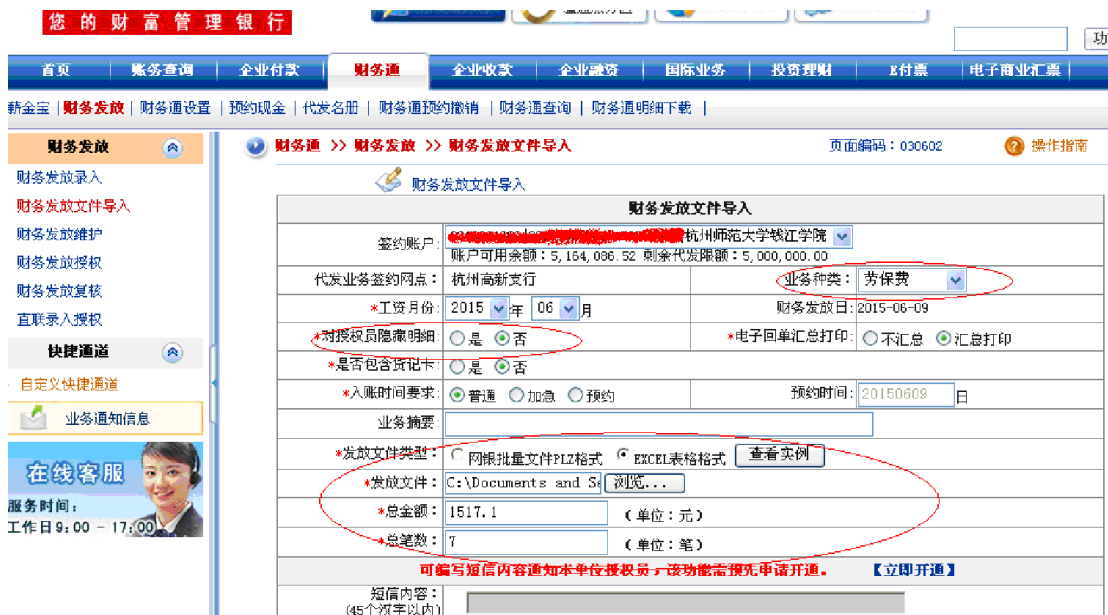 您的财富管理银行
功
首页 账务查询 企业付款 财务通 企业收款 企业融资 国际业务 投资理财 E付票 电子商业汇票
薪金宝 | 财务发放 | 财务通设置 | 预约现金 | 代发名册 | 财务通预约撤销 | 财务通查询 | 财务通明细下载 |
财务发放
财务发放录入
财务发放文件导入
财务发放维护
财务发放授权
财务发放复核
直联录入授权
快捷通道
自定义快捷通道
业务通知信息
在线客服
服务时间：
工作日9：00 - 17：00
财务通 >> 财务发放 >> 财务发放文件导入 页面编码：030602 操作指南
财务发放文件导入
财务发放文件导入
签约账户: 杭州师范大学钱江学院
账户可用余额：5,164,086.52 剩余代发限额：5,000,000.00
代发业务签约网点： 杭州高新支行 业务种类： 劳保费
*工资月份: 2015 年 06 月 财务发放日: 2015-06-09
*对授权员隐藏明细: 是 否 *电子回单汇总打印: 不汇总 汇总打印
*是否包含贷记卡: 是 否
*入账时间要求: 普通 加急 预约 预约时间: 20150609 日
业务摘要:
*发放文件类型： 网银批量文件PLZ格式 EXCEL表格格式 查看实例
*发放文件： C:\Documents and Se 浏览...
*总金额： 1517.1 （单位：元）
*总笔数： 7 （单位：笔）
可编写短信内容通知本单位授权员，该功能需预先申请开通。 【立即开通】
短信内容：
(45个汉字以内)